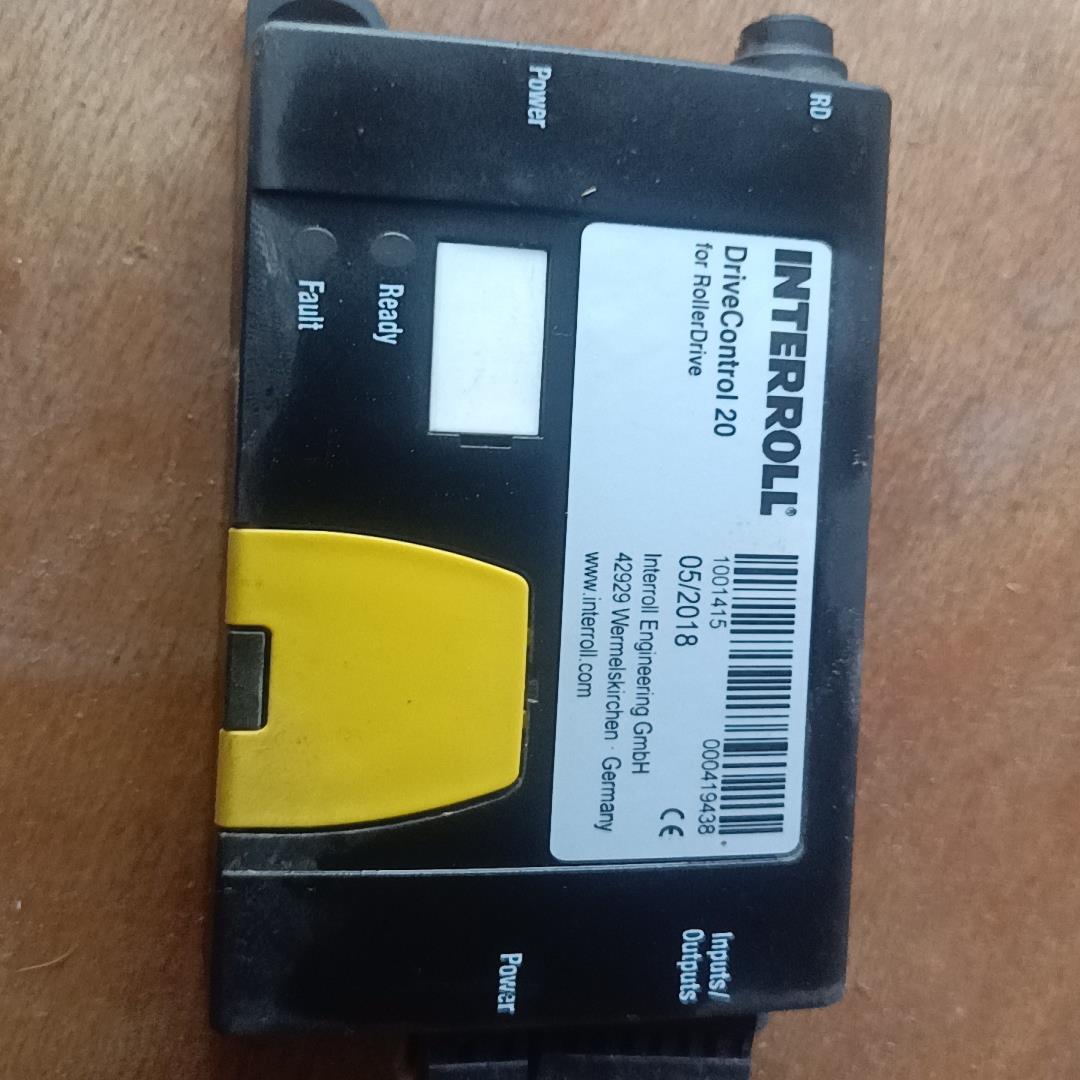 RD
Power
INTERROLL®
DriveControl 20
for RollerDrive
1001415
000419438
05/2018
CE
Interroll Engineering GmbH
42929 Wermelskirchen · Germany
www.interroll.com
Ready
Fault
Inputs/
Outputs
Power